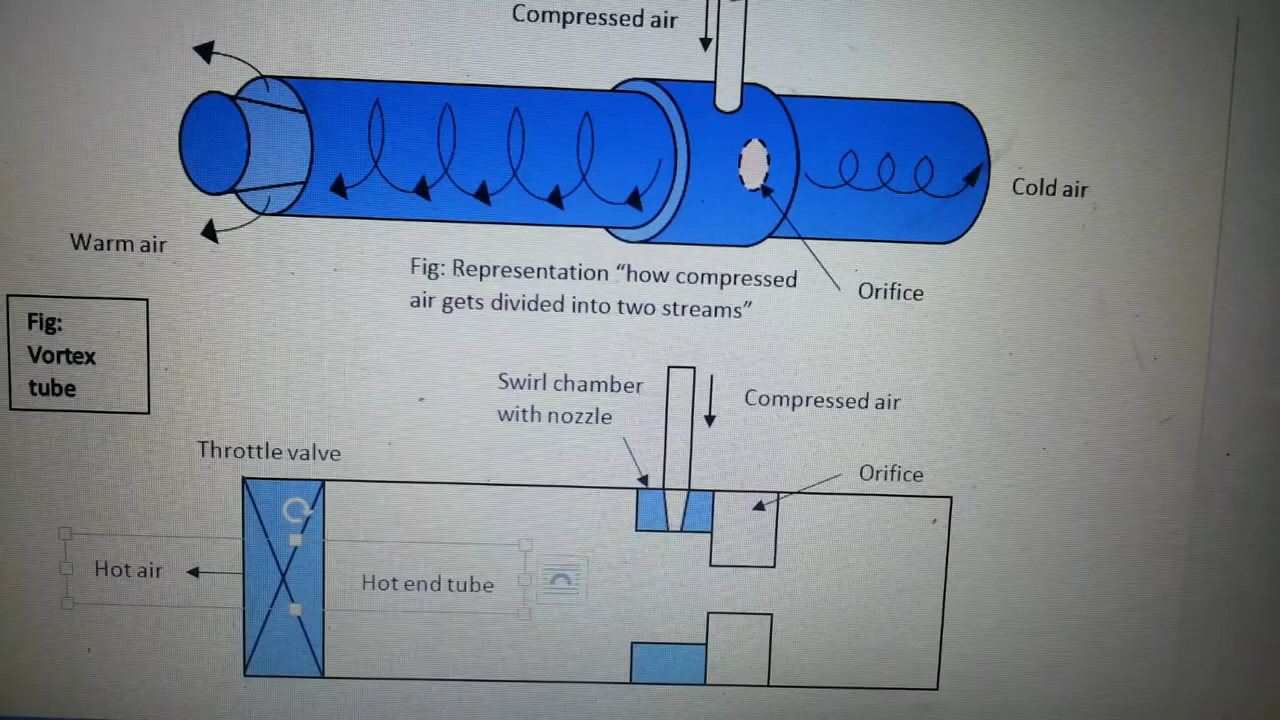 Compressed air
Cold air
Warm air
Fig: Representation “how compressed
air gets divided into two streams”
Orifice
Fig:
Vortex
tube
Swirl chamber
with nozzle
Compressed air
Throttle valve
Orifice
Hot air
Hot end tube